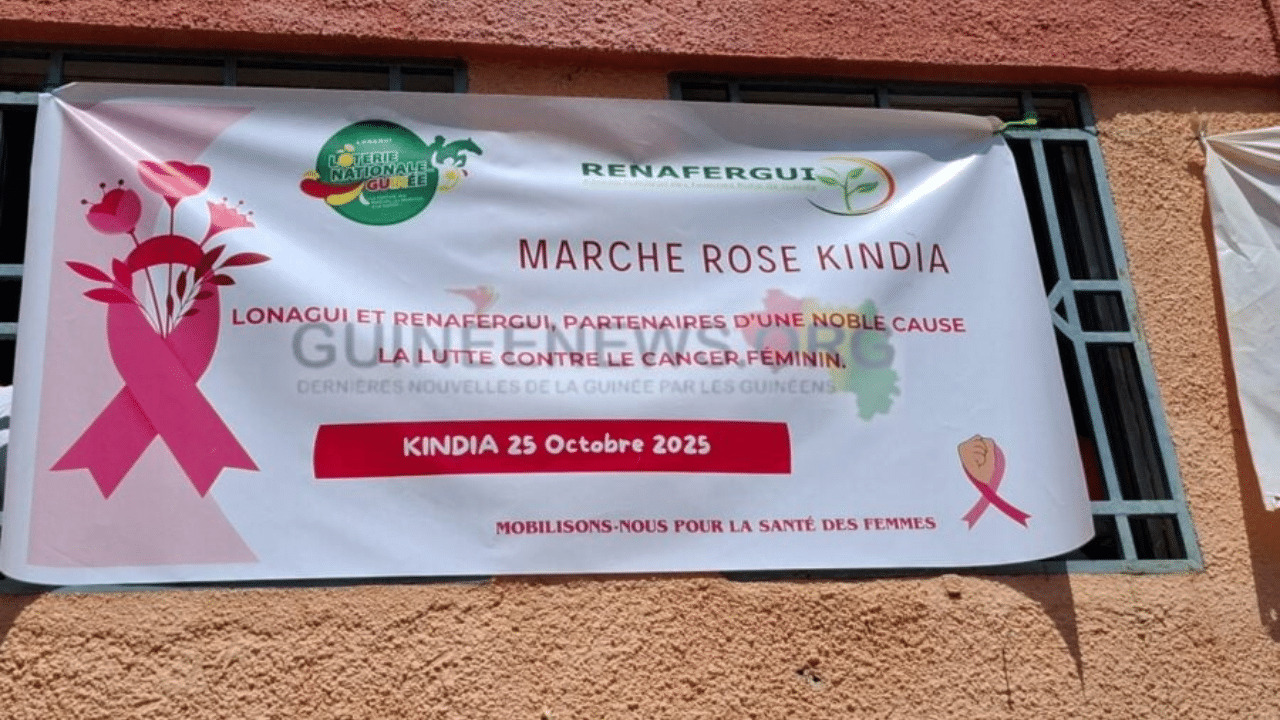 LONAGUI
LOTERIE
NATIONALE
GUINÉE
RENAFERGUI
MARCHE ROSE KINDIA
LONAGUI ET RENAFERGUI, PARTENAIRES D'UNE NOBLE CAUSE
LA LUTTE CONTRE LE CANCER FÉMININ.
GUINEENEWS.ORG
DERNIÈRES NOUVELLES DE LA GUINÉE PAR LES GUINÉENS
KINDIA 25 Octobre 2025
MOBILISONS-NOUS POUR LA SANTÉ DES FEMMES